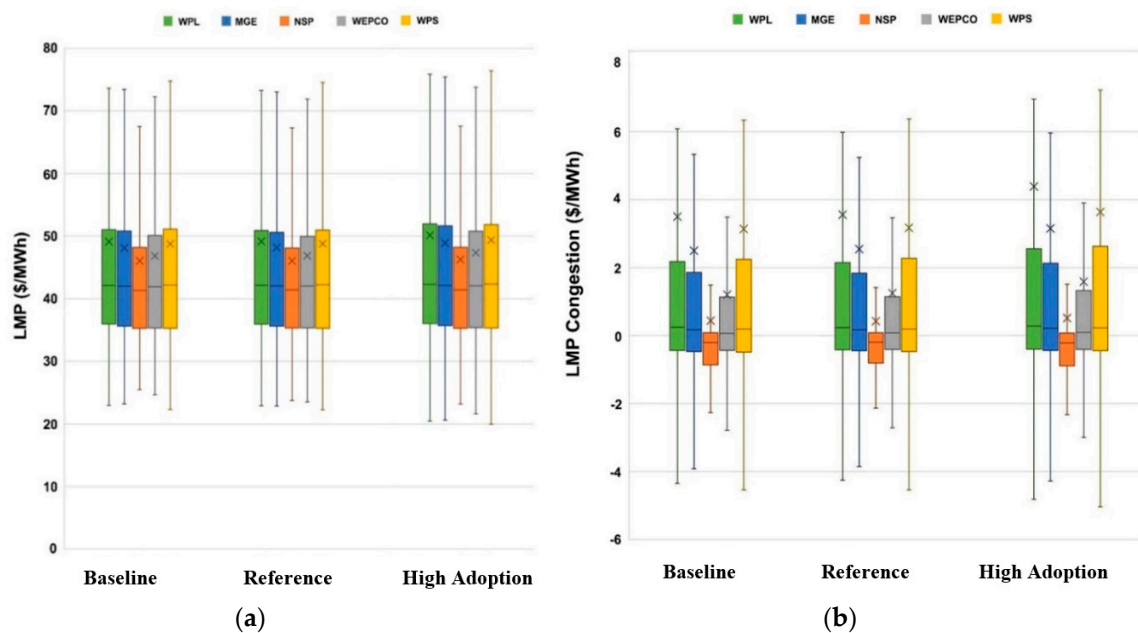 WPL MGE NSP WEPCO WPS
80
70
60
50
40
30
20
10
0
LMP ($/MWh)
Baseline Reference High Adoption
(a)
WPL MGE NSP WEPCO WPS
8
6
4
2
0
-2
-4
-6
LMP Congestion ($/MWh)
Baseline Reference High Adoption
(b)